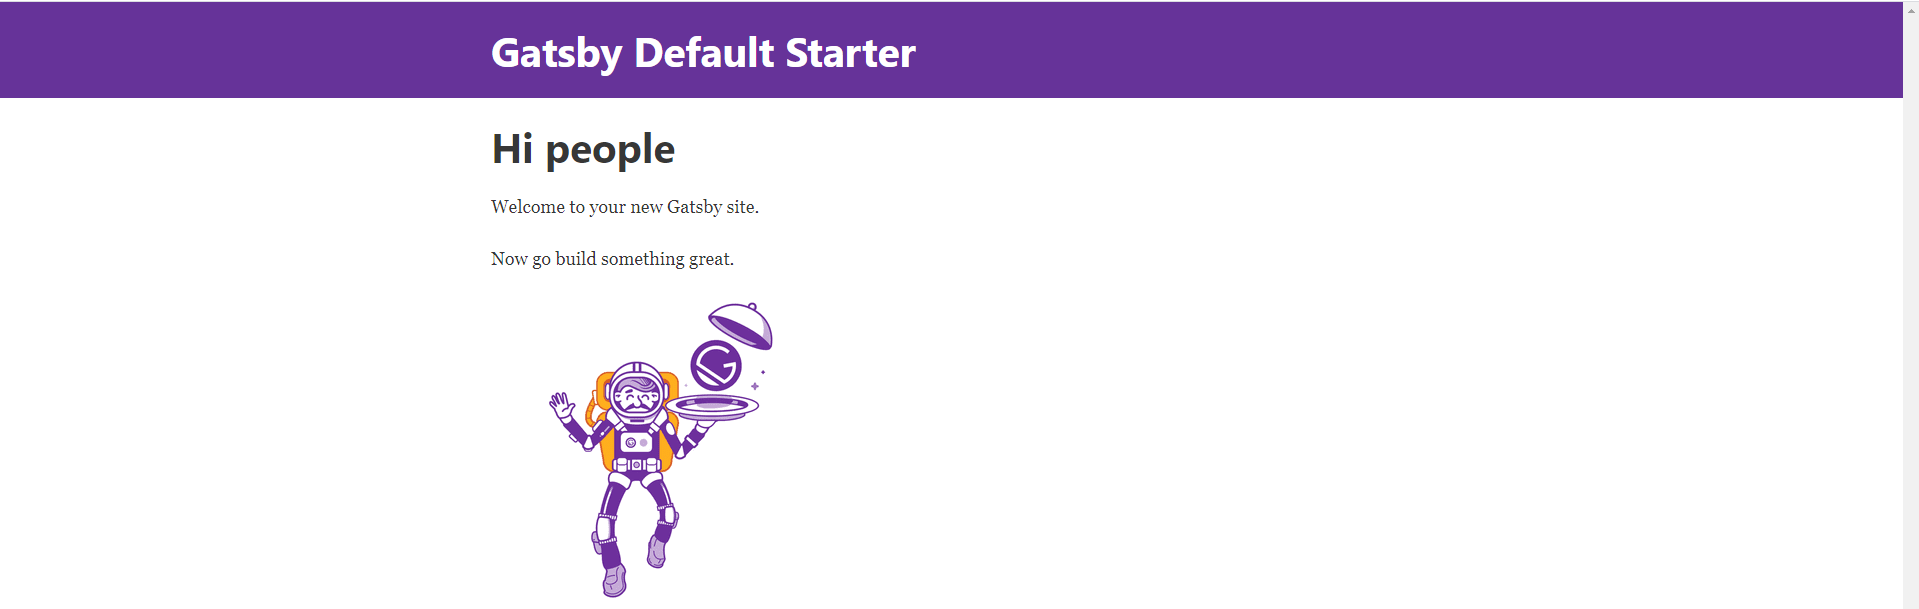 Gatsby Default Starter
Hi people
Welcome to your new Gatsby site.
Now go build something great.